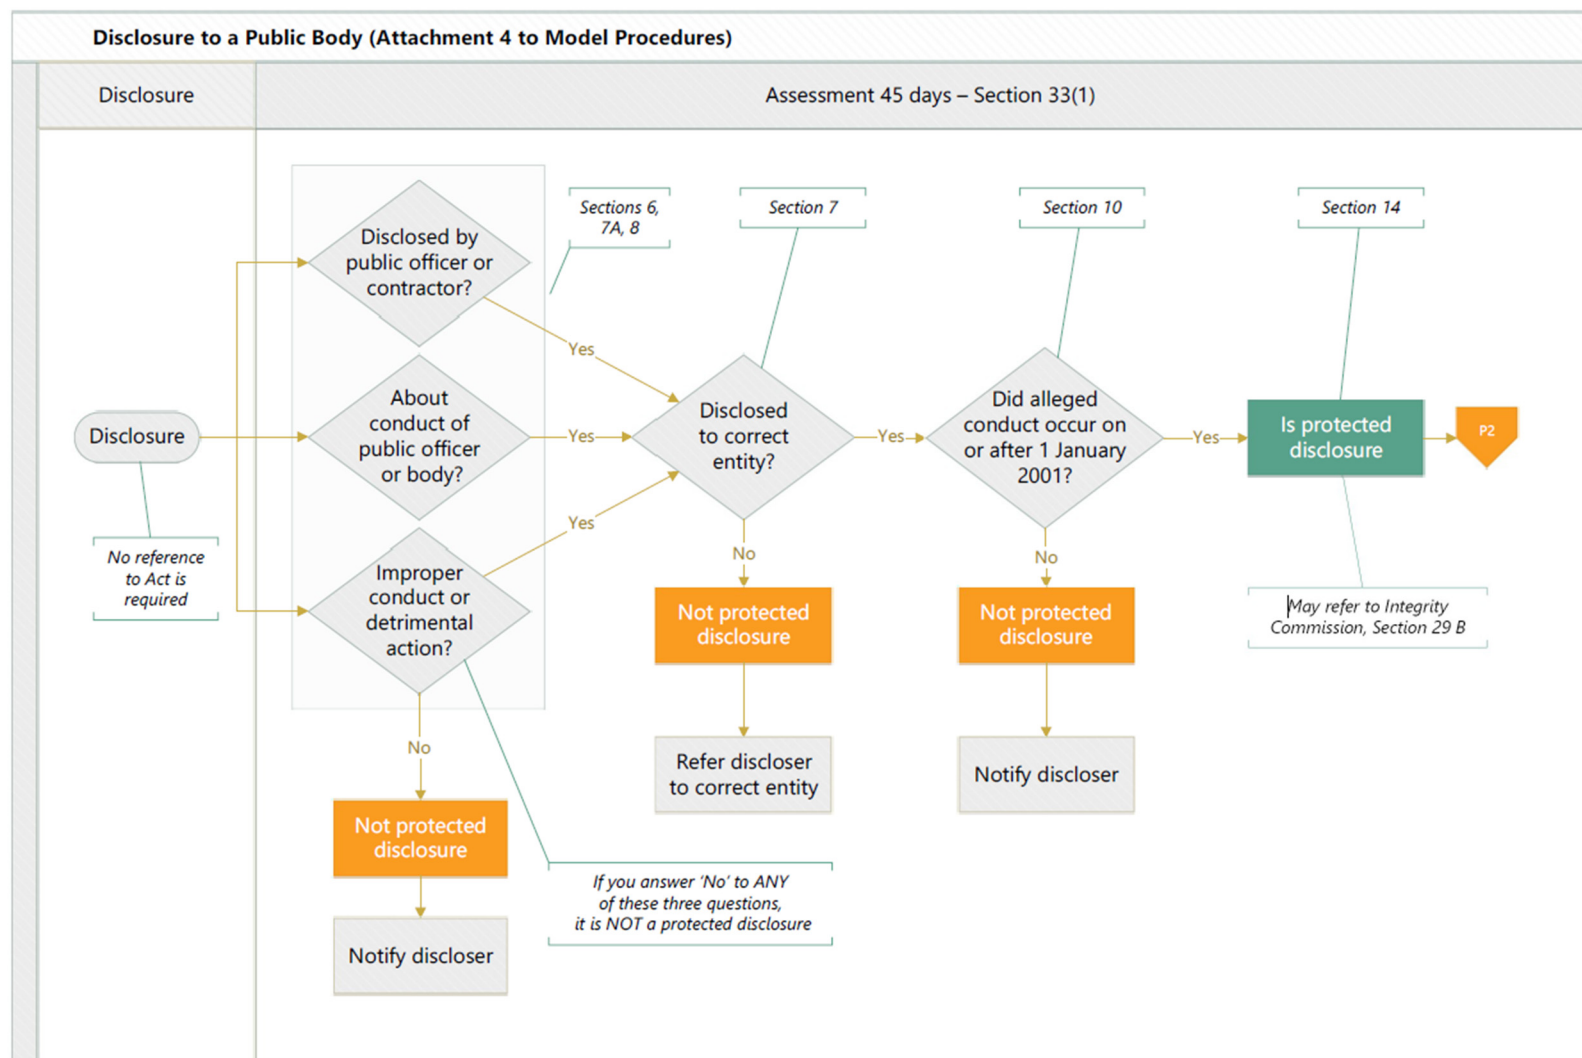 Disclosure to a Public Body (Attachment 4 to Model Procedures)
Disclosure
Assessment 45 days – Section 33(1)
Disclosure
No reference
to Act is
required
Disclosed by
public officer or
contractor?
Yes
About
conduct of
public officer
or body?
Yes
Improper
conduct or
detrimental
action?
Yes
No
Not protected
disclosure
Notify discloser
Sections 6,
7A, 8
If you answer ‘No’ to ANY
of these three questions,
it is NOT a protected disclosure
Section 7
Disclosed
to correct
entity?
Yes
No
Not protected
disclosure
Refer discloser
to correct entity
Section 10
Did alleged
conduct occur on
or after 1 January
2001?
Yes
No
Not protected
disclosure
Notify discloser
Section 14
Is protected
disclosure
P2
May refer to Integrity
Commission, Section 29 B